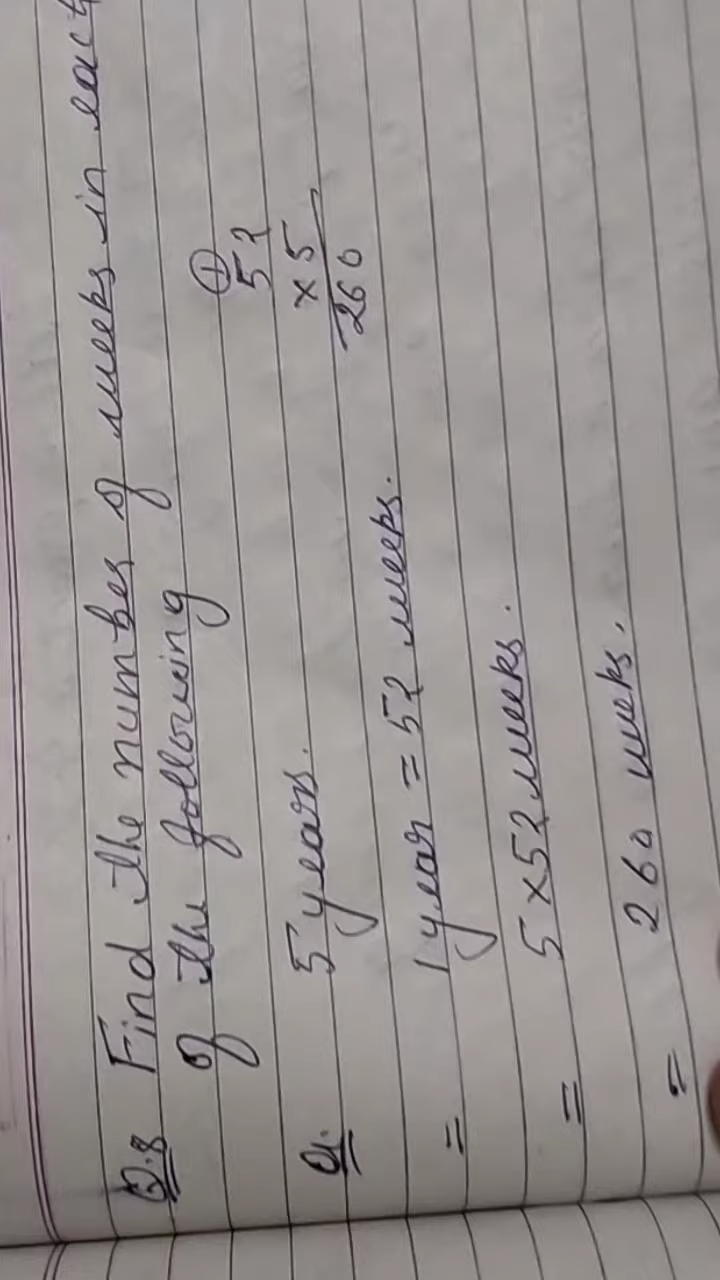 Q.8 Find the number of weeks in each
of the following
a. 5 years.
1
52
×5
260
= 1 year = 52 weeks.
= 5×52 weeks.
= 260 weeks.